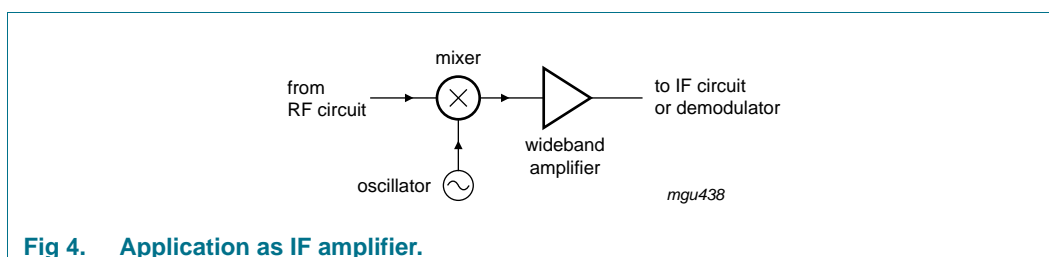 mixer
from
RF circuit
to IF circuit
or demodulator
wideband
amplifier
oscillator
mgu438
Fig 4. Application as IF amplifier.